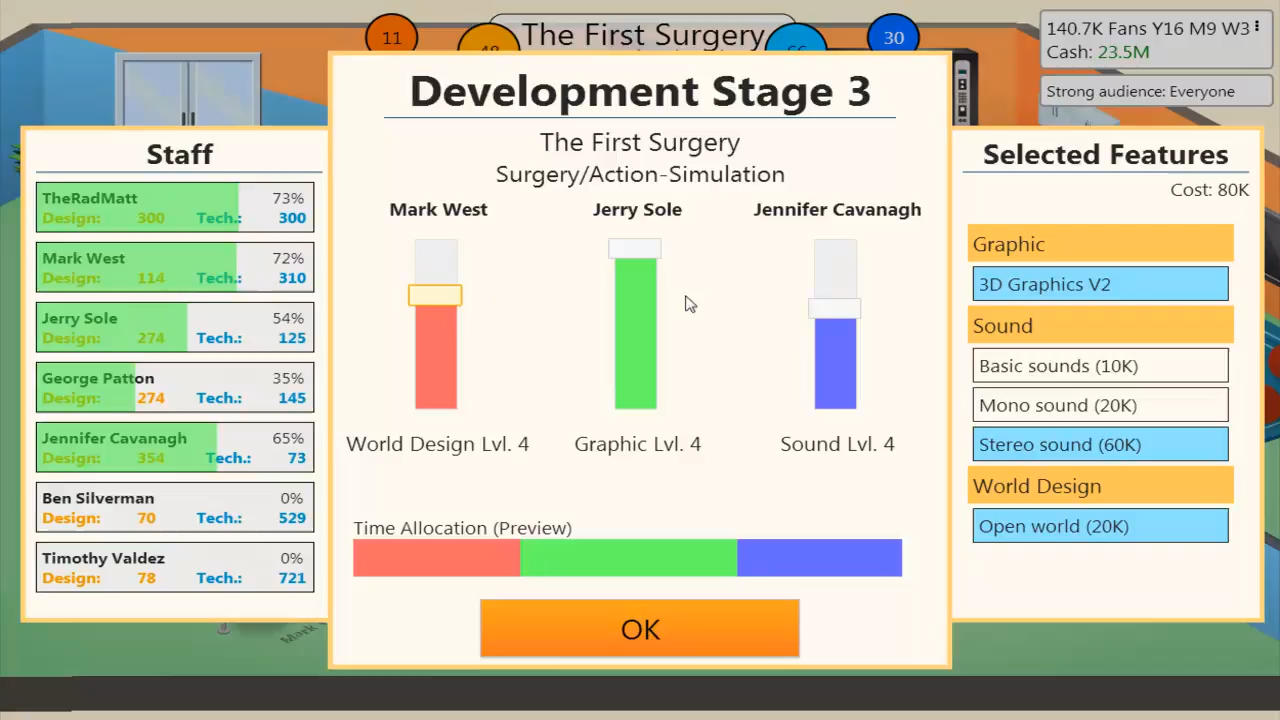 11
48
The First Surgery
66
30
140.7K Fans Y16 M9 W3
Cash: 23.5M
Strong audience: Everyone
Development Stage 3
The First Surgery
Surgery/Action-Simulation
Staff
TheRadMatt 73%
Design: 300 Tech.: 300
Mark West 72%
Design: 114 Tech.: 310
Jerry Sole 54%
Design: 274 Tech.: 125
George Patton 35%
Design: 274 Tech.: 145
Jennifer Cavanagh 65%
Design: 354 Tech.: 73
Ben Silverman 0%
Design: 70 Tech.: 529
Timothy Valdez 0%
Design: 78 Tech.: 721
Mark West
Jerry Sole
Jennifer Cavanagh
World Design Lvl. 4
Graphic Lvl. 4
Sound Lvl. 4
Time Allocation (Preview)
OK
Selected Features
Cost: 80K
Graphic
3D Graphics V2
Sound
Basic sounds (10K)
Mono sound (20K)
Stereo sound (60K)
World Design
Open world (20K)
Mark